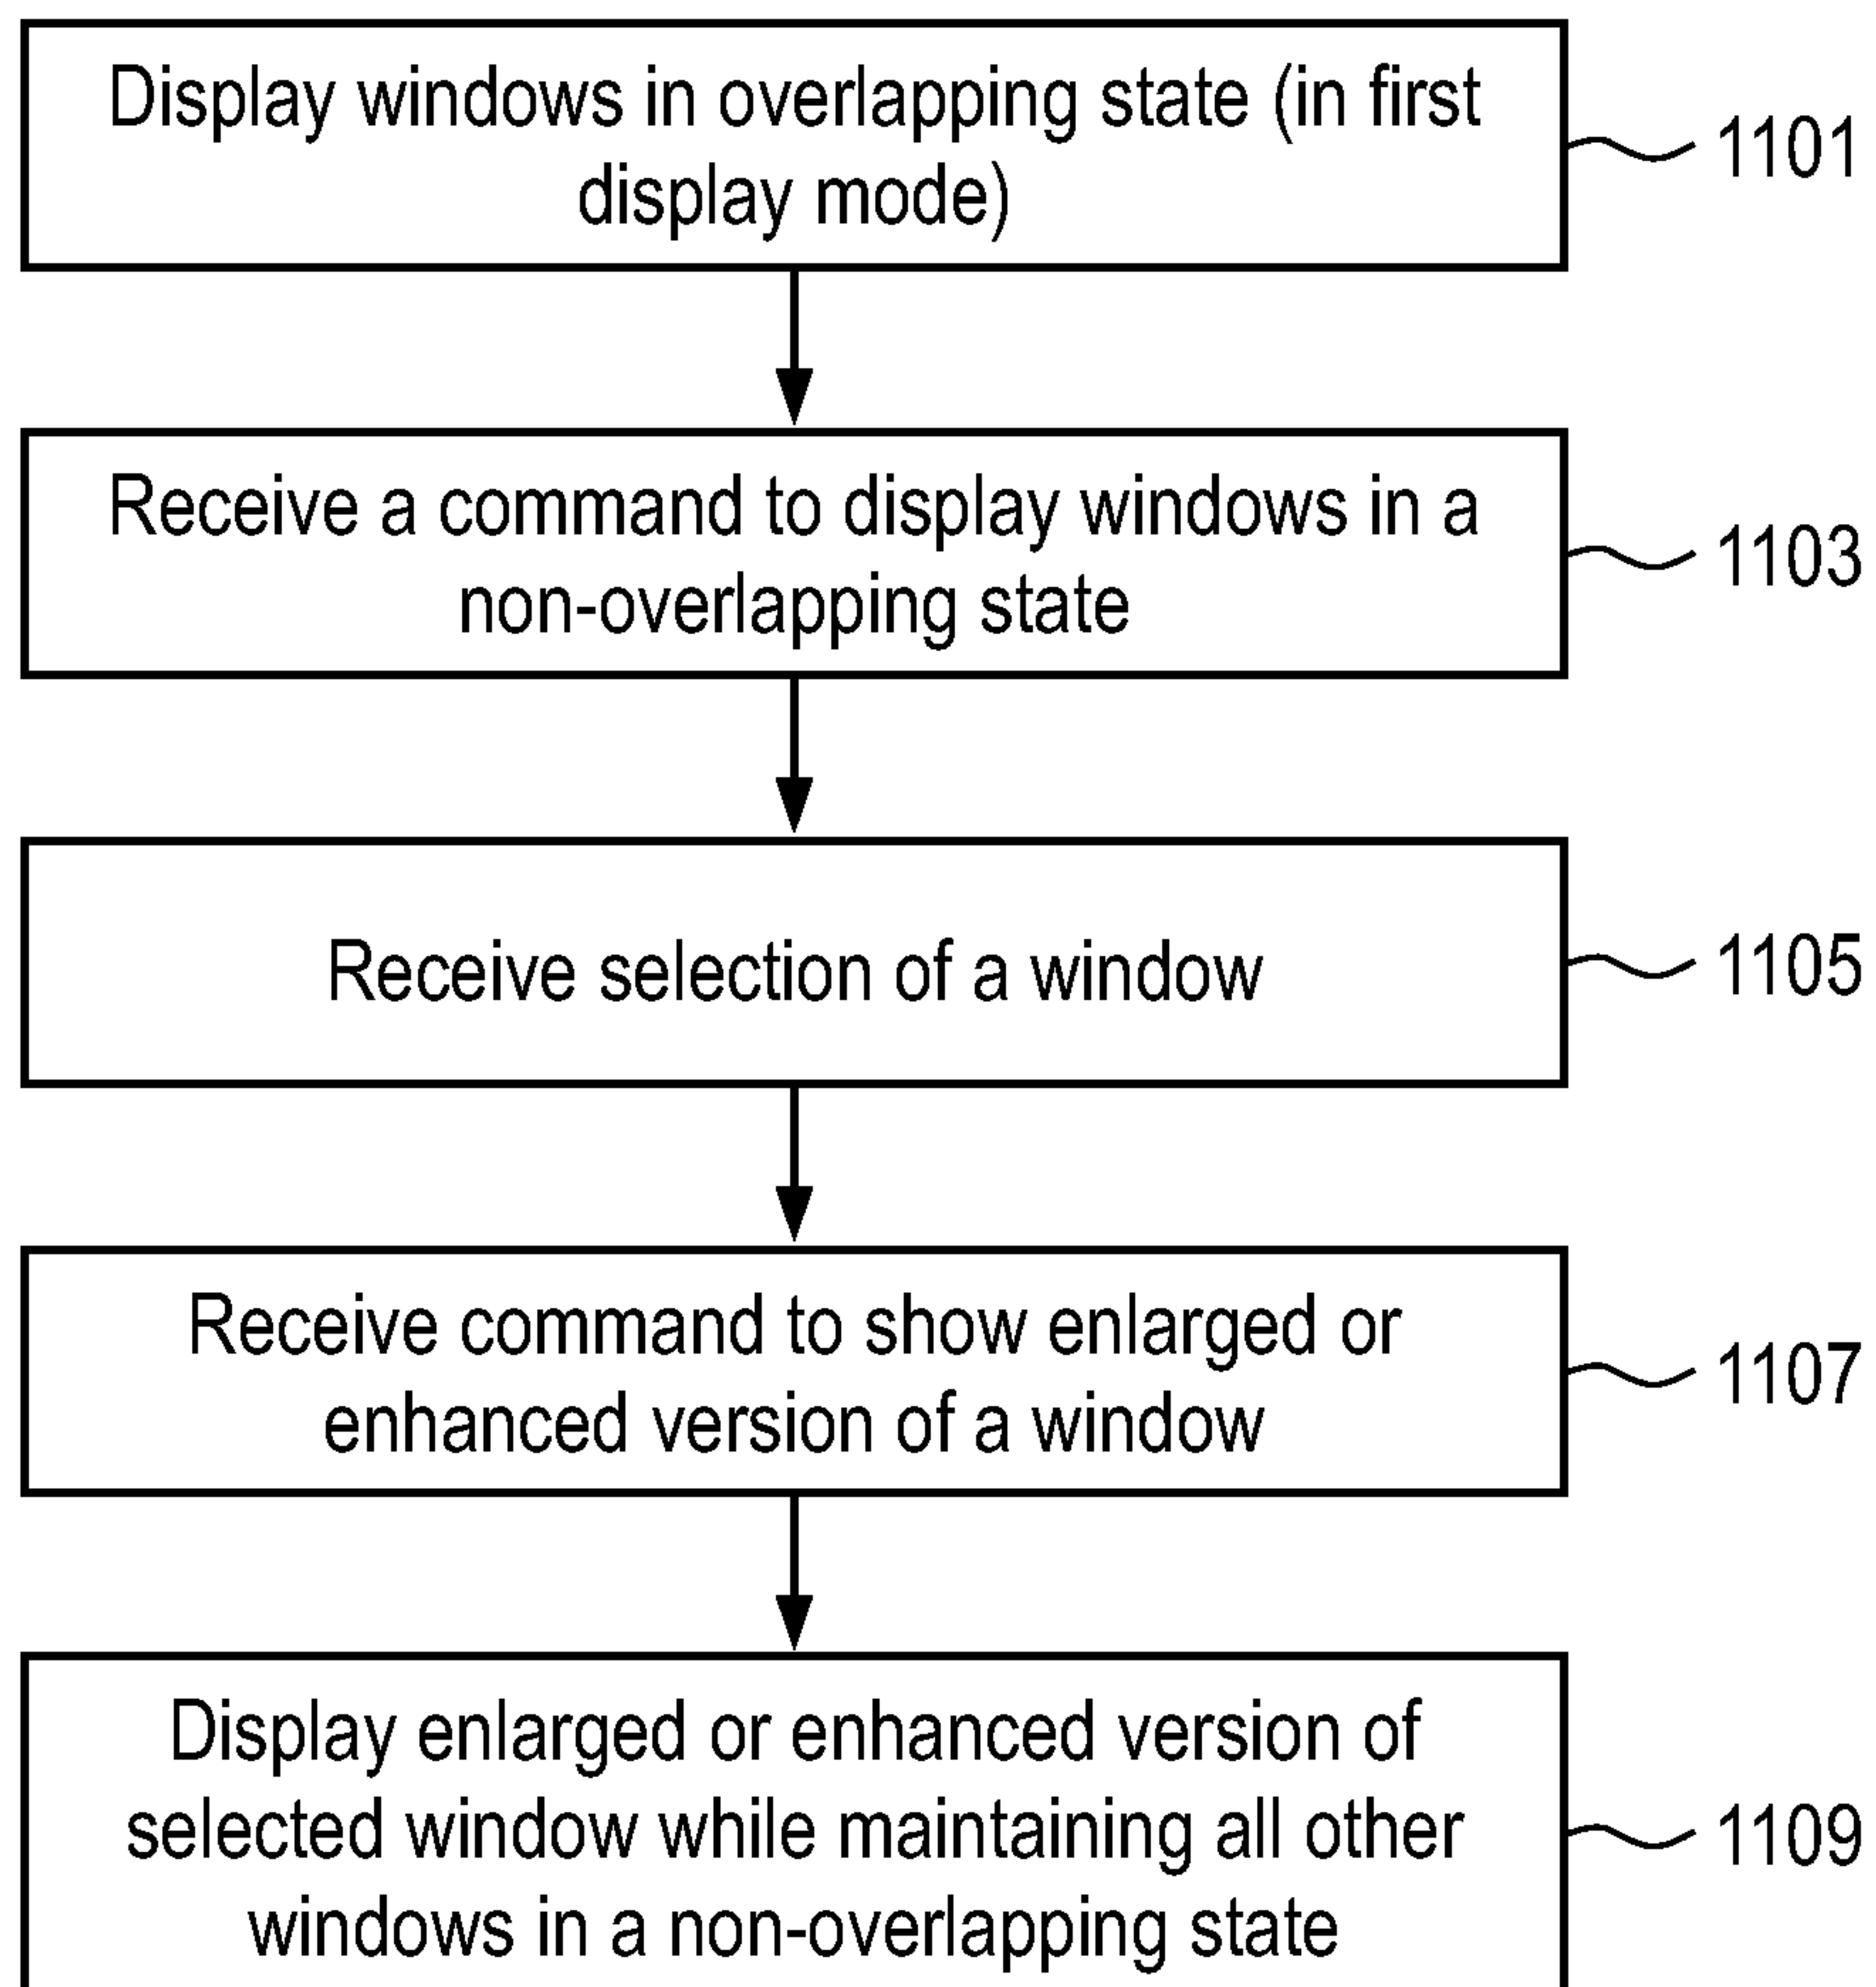 Display windows in overlapping state (in first
display mode)
1101
Receive a command to display windows in a
non-overlapping state
1103
Receive selection of a window
1105
Receive command to show enlarged or
enhanced version of a window
1107
Display enlarged or enhanced version of
selected window while maintaining all other
windows in a non-overlapping state
1109